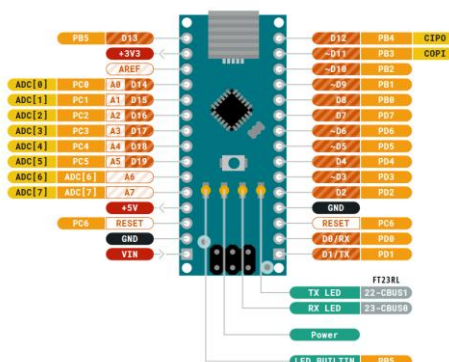 PB5 D13
+3V3
AREF
ADC[0] PC0 A0 D14
ADC[1] PC1 A1 D15
ADC[2] PC2 A2 D16
ADC[3] PC3 A3 D17
ADC[4] PC4 A4 D18
ADC[5] PC5 A5 D19
ADC[6] ADC[6] A6
ADC[7] ADC[7] A7
+5V
PC6 RESET
GND
VIN
D12 PB4 CIPO
~D11 PB3 COPI
~D10 PB2
~D9 PB1
D8 PB0
D7 PD7
~D6 PD6
~D5 PD5
D4 PD4
~D3 PD3
D2 PD2
GND
RESET PC6
D0/RX PD0
D1/TX PD1
FT23RL
TX LED 22-CBUS1
RX LED 23-CBUS0
Power
LED_BUILTIN PB5